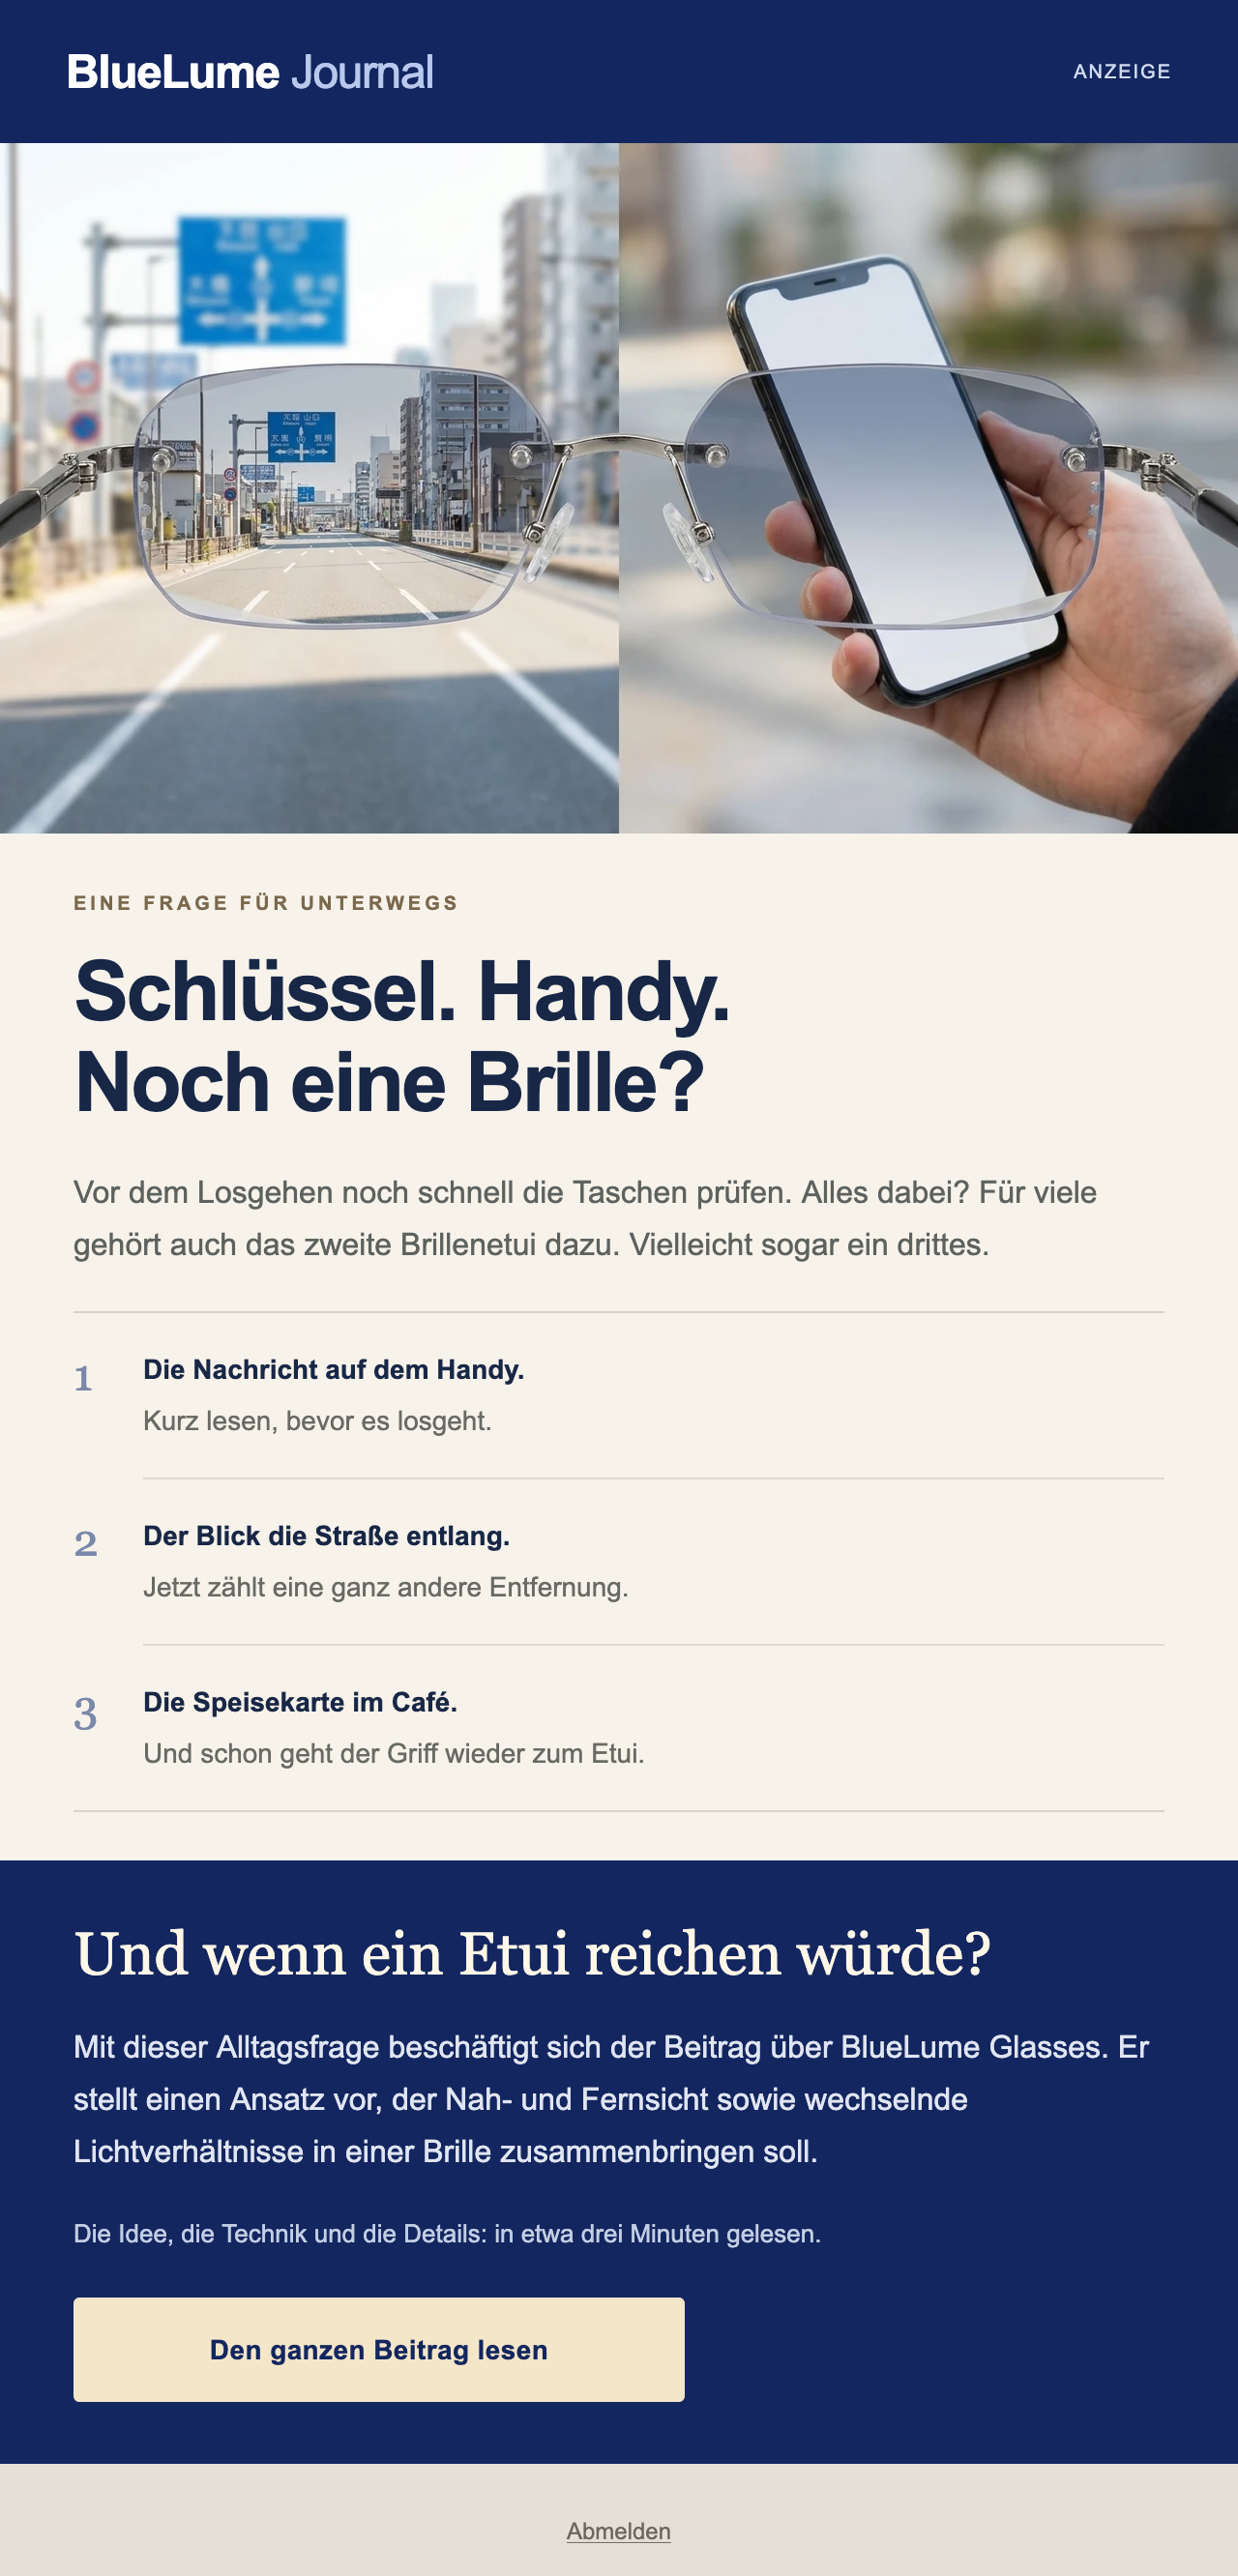 BlueLume Journal
ANZEIGE
EINE FRAGE FÜR UNTERWEGS
Schlüssel. Handy.
Noch eine Brille?
Vor dem Losgehen noch schnell die Taschen prüfen. Alles dabei? Für viele
gehört auch das zweite Brillenetui dazu. Vielleicht sogar ein drittes.
1
Die Nachricht auf dem Handy.
Kurz lesen, bevor es losgeht.
2
Der Blick die Straße entlang.
Jetzt zählt eine ganz andere Entfernung.
3
Die Speisekarte im Café.
Und schon geht der Griff wieder zum Etui.
Und wenn ein Etui reichen würde?
Mit dieser Alltagsfrage beschäftigt sich der Beitrag über BlueLume Glasses. Er
stellt einen Ansatz vor, der Nah- und Fernsicht sowie wechselnde
Lichtverhältnisse in einer Brille zusammenbringen soll.
Die Idee, die Technik und die Details: in etwa drei Minuten gelesen.
Den ganzen Beitrag lesen
Abmelden